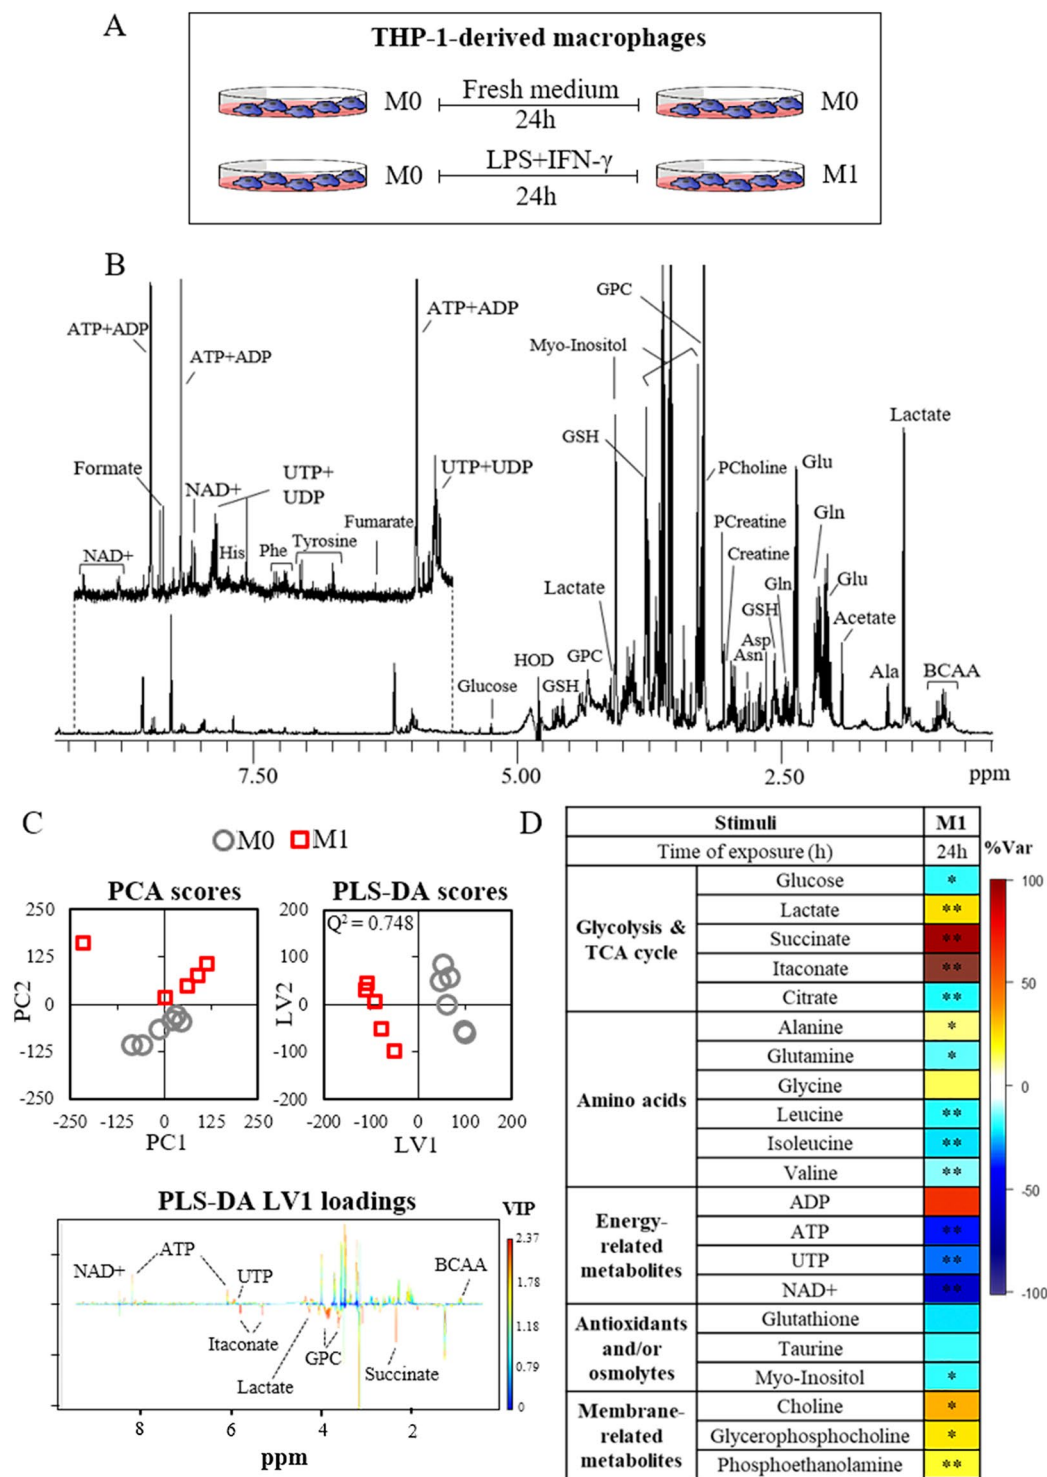 A
THP-1-derived macrophages
M0
Fresh medium
24h
M0
M0
LPS+IFN-γ
24h
M1
B
ATP+ADP
ATP+ADP
ATP+ADP
GPC
Myo-Inositol
Lactate
Formate
NAD+
UTP+
UDP
UTP+UDP
GSH
PCholine
Glu
NAD+
His
Phe
Tyrosine
Fumarate
PCreatine
Gln
Creatine
Lactate
Gln
Glu
GSH
Acetate
Asp
Asn
HOD
GPC
Glucose
GSH
Ala
BCAA
7.50
5.00
2.50
ppm
C
M0
M1
PCA scores
250
125
0
-125
-250
PC2
-250
-125
0
125
250
PC1
PLS-DA scores
Q² = 0.748
200
100
0
-100
-200
LV2
-200
-100
0
100
200
LV1
PLS-DA LV1 loadings
VIP
2.37
1.78
1.18
0.79
0
NAD+
ATP
UTP
BCAA
Itaconate
Lactate
GPC
Succinate
8
6
4
2
ppm
D
Stimuli
M1
Time of exposure (h)
24h
%Var
100
50
0
-50
-100
Glycolysis &
TCA cycle
Glucose *
Lactate **
Succinate **
Itaconate **
Citrate **
Amino acids
Alanine *
Glutamine *
Glycine
Leucine **
Isoleucine **
Valine **
Energy-
related
metabolites
ADP
ATP **
UTP **
NAD+ **
Antioxidants
and/or
osmolytes
Glutathione
Taurine
Myo-Inositol *
Membrane-
related
metabolites
Choline *
Glycerophosphocholine *
Phosphoethanolamine **